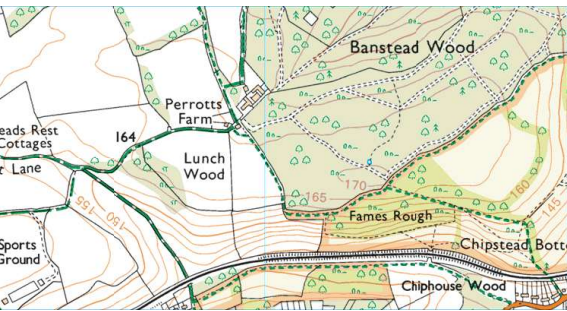 Banstead Wood
Perrotts
Farm
eads Rest
Cottages
164
t Lane
Lunch
Wood
165
170
160
155
150
145
Fames Rough
Sports
Ground
Chipstead Botto
Chiphouse Wood